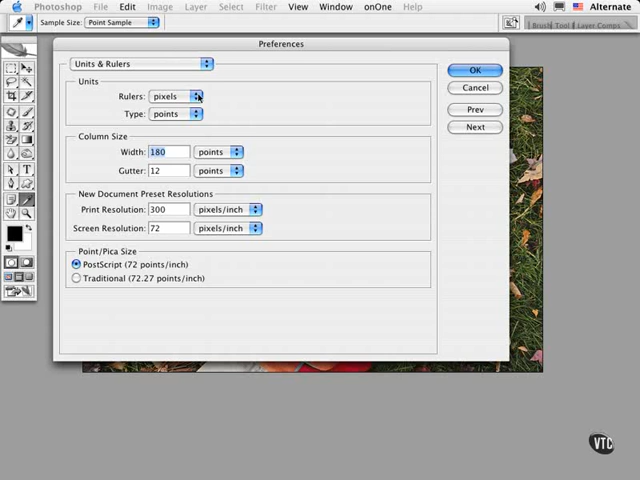 Photoshop File Edit Image Layer Select Filter View Window onOne Help Alternate
Sample Size: Point Sample Brush Tool Layer Comps
Preferences
Units & Rulers
OK
Units
Cancel
Rulers: pixels
Prev
Type: points
Next
Column Size
Width: 180 points
Gutter: 12 points
New Document Preset Resolutions
Print Resolution: 300 pixels/inch
Screen Resolution: 72 pixels/inch
Point/Pica Size
PostScript (72 points/inch)
Traditional (72.27 points/inch)
T
VTC